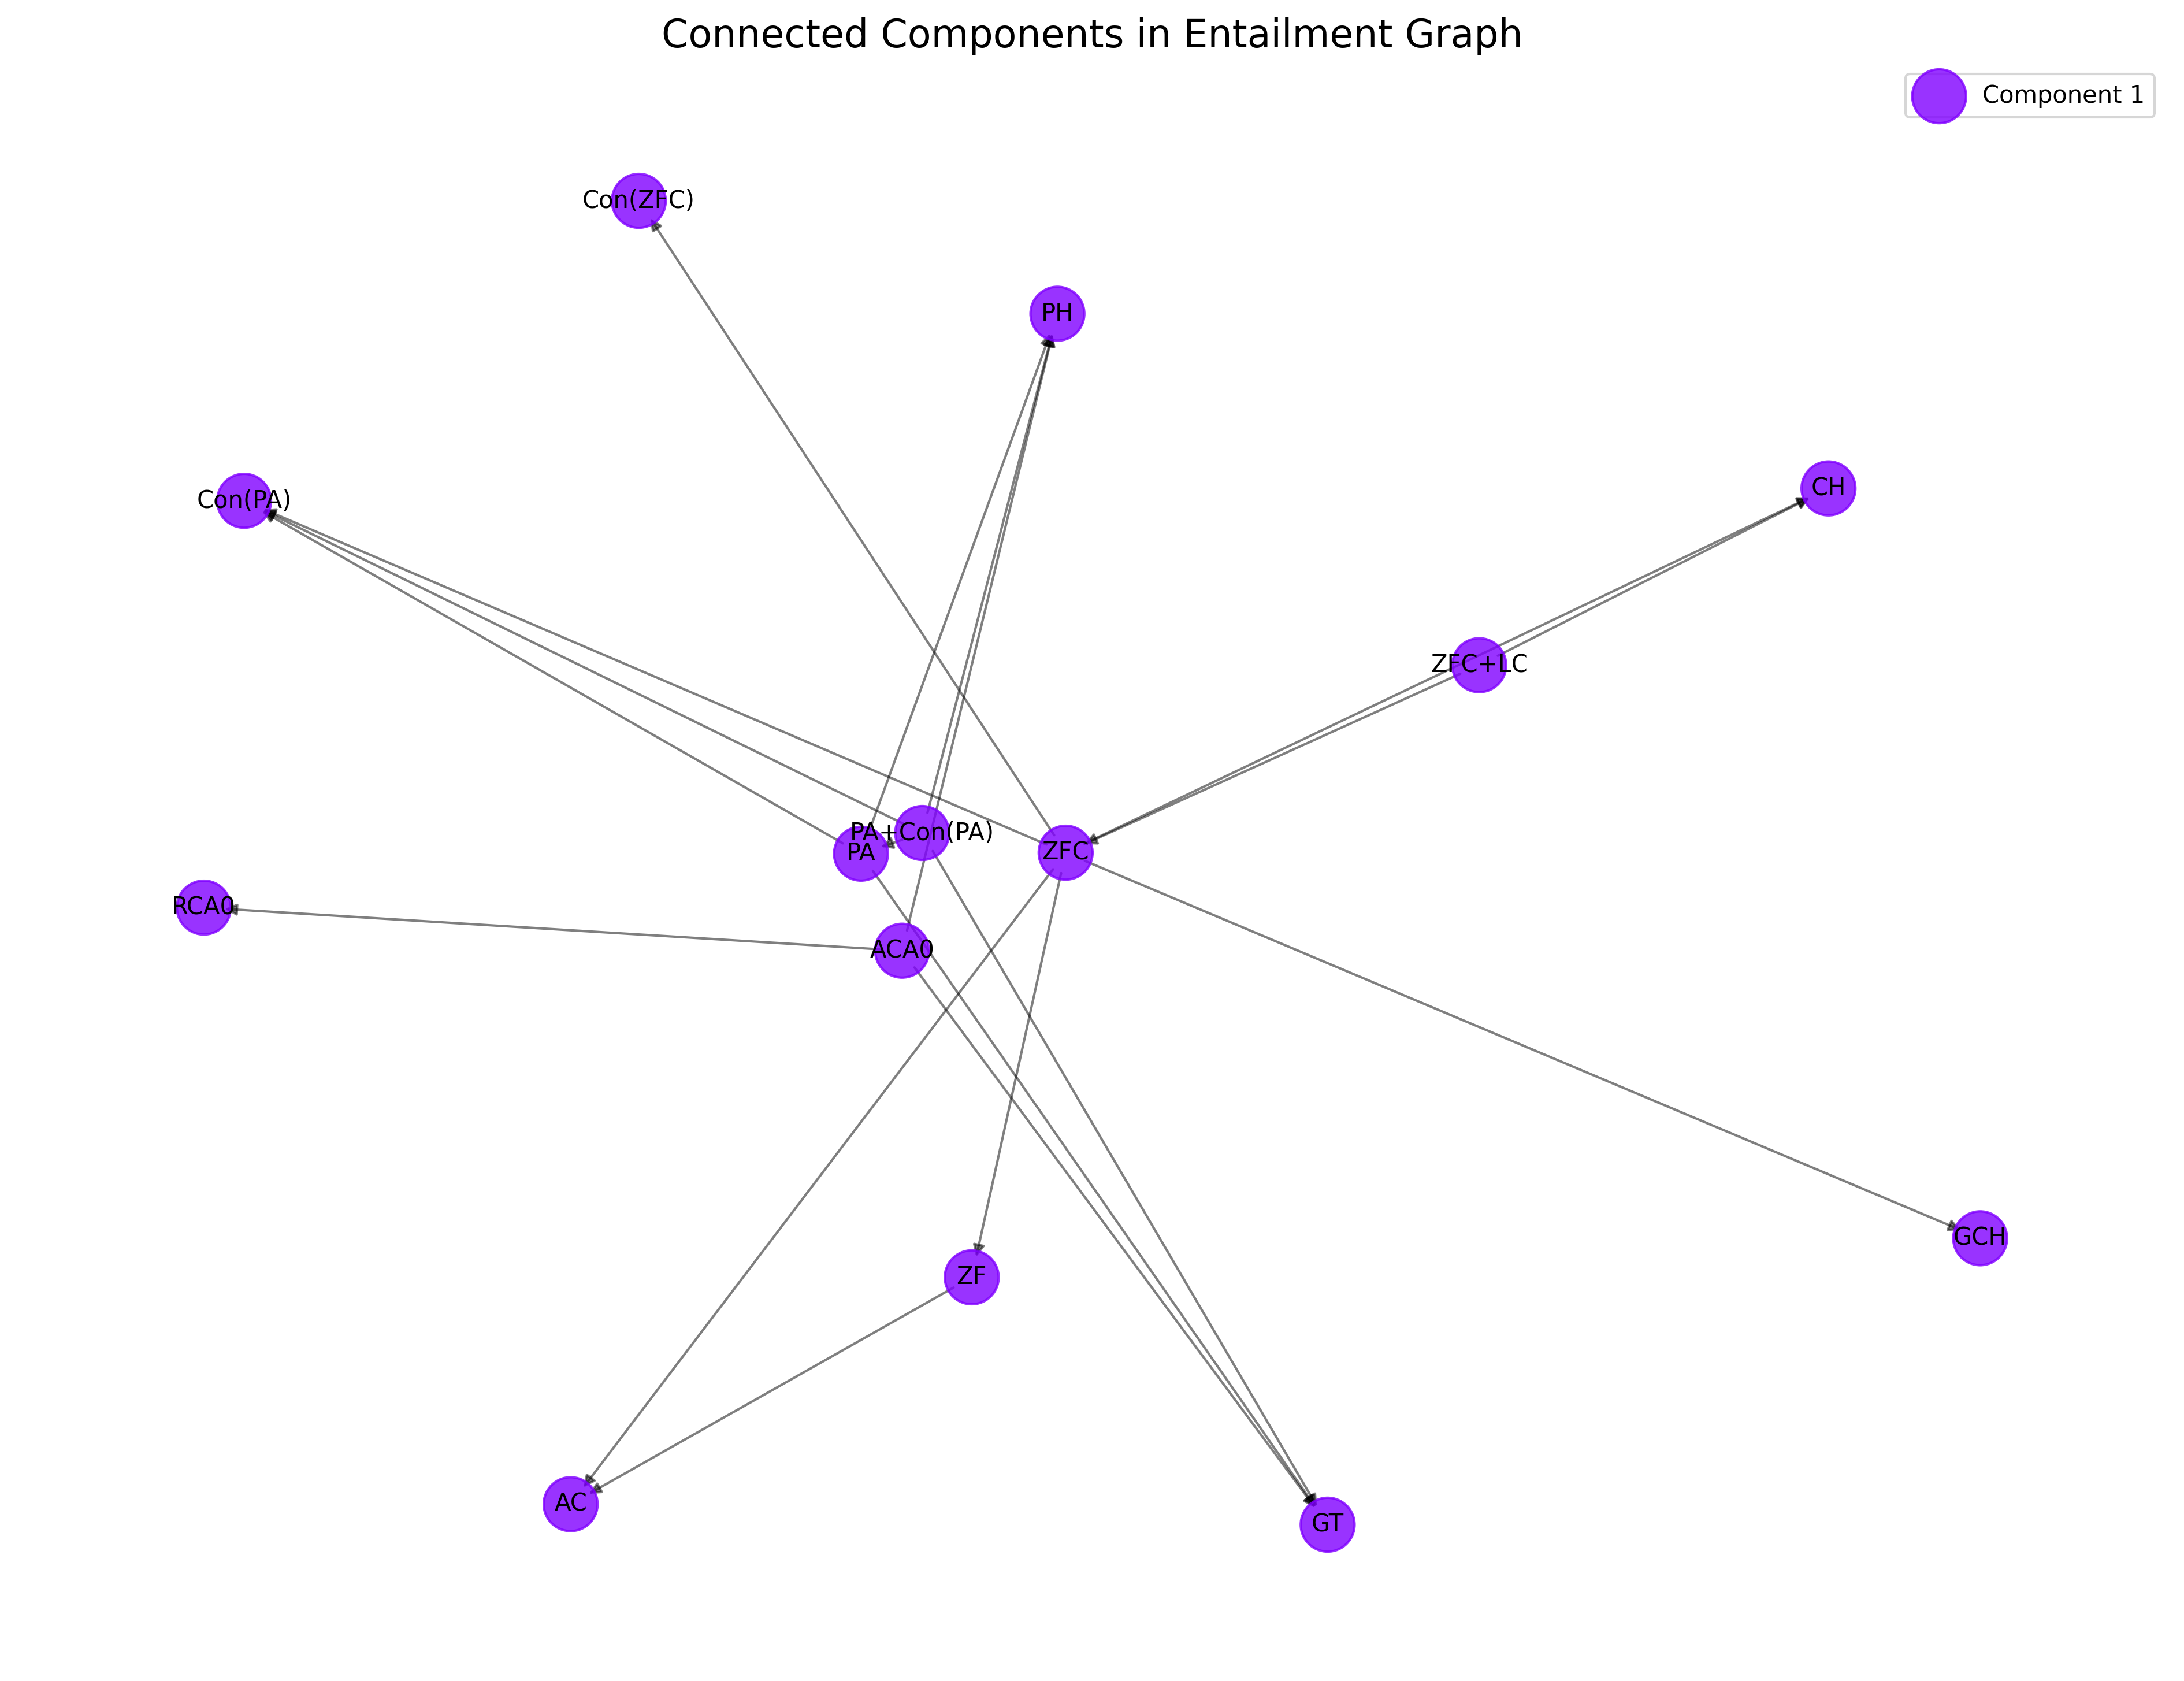 Connected Components in Entailment Graph
Component 1
Con(ZFC)
PH
CH
Con(PA)
ZFC+LC
PA+Con(PA)
PA
ZFC
RCA0
ACA0
GCH
ZF
AC
GT